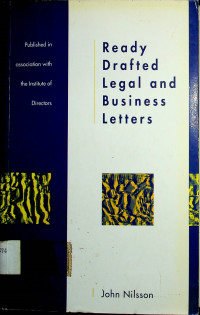 Published in
association with
the Institute of
Directors
Ready
Drafted
Legal and
Business
Letters
John Nilsson